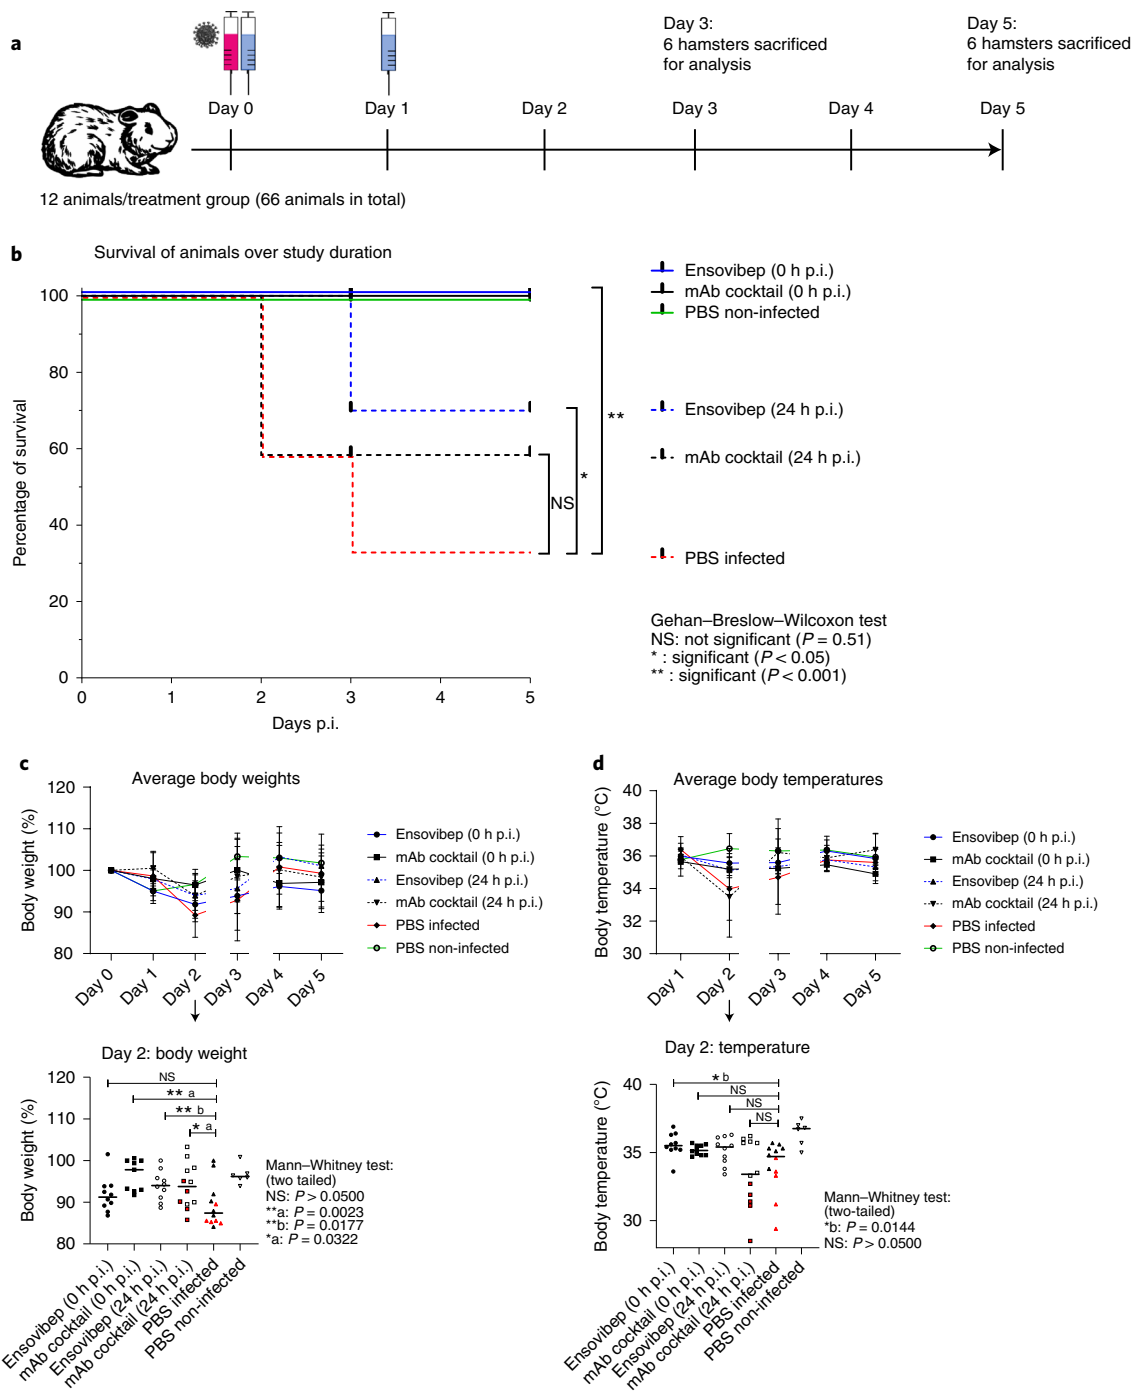 a
Day 3:
6 hamsters sacrificed
for analysis
Day 5:
6 hamsters sacrificed
for analysis
Day 0
Day 1
Day 2
Day 3
Day 4
Day 5
12 animals/treatment group (66 animals in total)
b
Survival of animals over study duration
Percentage of survival
100
80
60
40
20
0
0
1
2
3
4
5
Days p.i.
NS
*
**
Ensovibep (0 h p.i.)
mAb cocktail (0 h p.i.)
PBS non-infected
Ensovibep (24 h p.i.)
mAb cocktail (24 h p.i.)
PBS infected
Gehan–Breslow–Wilcoxon test
NS: not significant (P = 0.51)
* : significant (P < 0.05)
** : significant (P < 0.001)
c
Average body weights
Body weight (%)
120
110
100
90
80
Day 0
Day 1
Day 2
Day 3
Day 4
Day 5
Ensovibep (0 h p.i.)
mAb cocktail (0 h p.i.)
Ensovibep (24 h p.i.)
mAb cocktail (24 h p.i.)
PBS infected
PBS non-infected
Day 2: body weight
Body weight (%)
120
110
100
90
80
NS
** a
** b
* a
Mann–Whitney test:
(two tailed)
NS: P > 0.0500
**a: P = 0.0023
**b: P = 0.0177
*a: P = 0.0322
Ensovibep (0 h p.i.)
mAb cocktail (0 h p.i.)
Ensovibep (24 h p.i.)
mAb cocktail (24 h p.i.)
PBS infected
PBS non-infected
d
Average body temperatures
Body temperature (°C)
40
38
36
34
32
30
Day 1
Day 2
Day 3
Day 4
Day 5
Ensovibep (0 h p.i.)
mAb cocktail (0 h p.i.)
Ensovibep (24 h p.i.)
mAb cocktail (24 h p.i.)
PBS infected
PBS non-infected
Day 2: temperature
Body temperature (°C)
40
35
30
* b
NS
NS
NS
Mann–Whitney test:
(two-tailed)
*b: P = 0.0144
NS: P > 0.0500
Ensovibep (0 h p.i.)
mAb cocktail (0 h p.i.)
Ensovibep (24 h p.i.)
mAb cocktail (24 h p.i.)
PBS infected
PBS non-infected